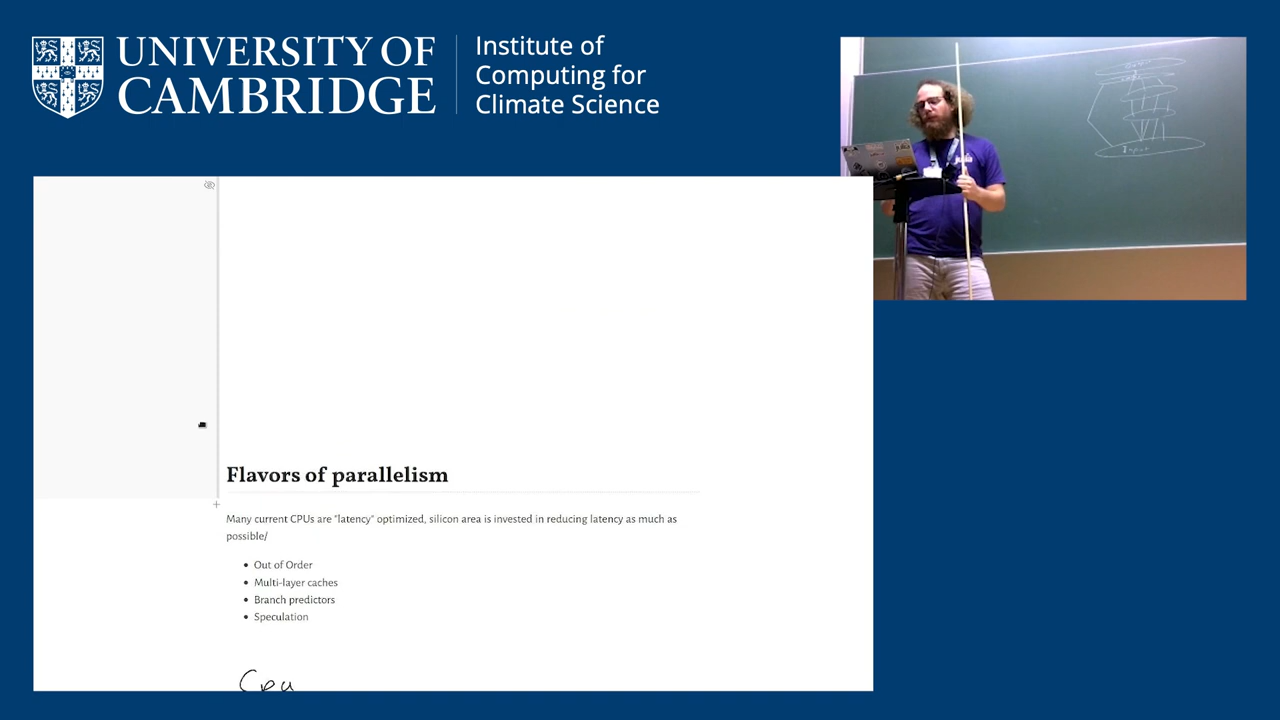 UNIVERSITY OF
CAMBRIDGE
Institute of
Computing for
Climate Science
julia
Flavors of parallelism
Many current CPUs are "latency" optimized, silicon area is invested in reducing latency as much as
possible/
Out of Order
Multi-layer caches
Branch predictors
Speculation
CPU